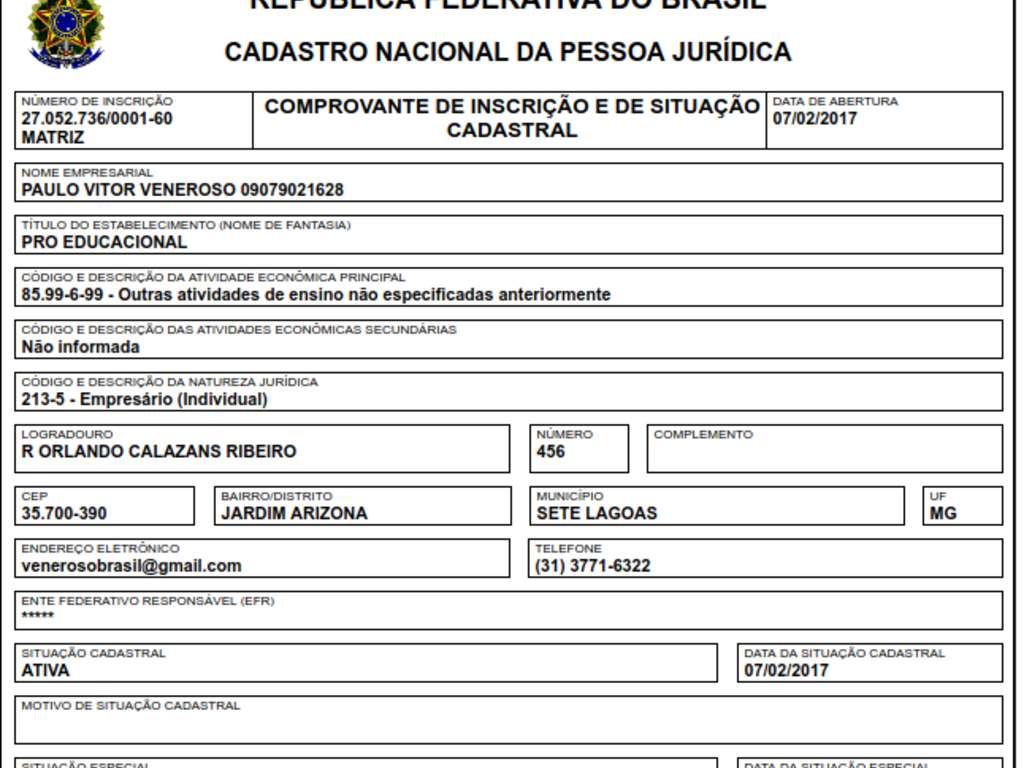 REPÚBLICA FEDERATIVA DO BRASIL
CADASTRO NACIONAL DA PESSOA JURÍDICA
NÚMERO DE INSCRIÇÃO
27.052.736/0001-60
MATRIZ
COMPROVANTE DE INSCRIÇÃO E DE SITUAÇÃO
CADASTRAL
DATA DE ABERTURA
07/02/2017
NOME EMPRESARIAL
PAULO VITOR VENEROSO 09079021628
TÍTULO DO ESTABELECIMENTO (NOME DE FANTASIA)
PRO EDUCACIONAL
CÓDIGO E DESCRIÇÃO DA ATIVIDADE ECONÔMICA PRINCIPAL
85.99-6-99 - Outras atividades de ensino não especificadas anteriormente
CÓDIGO E DESCRIÇÃO DAS ATIVIDADES ECONÔMICAS SECUNDÁRIAS
Não informada
CÓDIGO E DESCRIÇÃO DA NATUREZA JURÍDICA
213-5 - Empresário (Individual)
LOGRADOURO
R ORLANDO CALAZANS RIBEIRO
NÚMERO
456
COMPLEMENTO
CEP
35.700-390
BAIRRO/DISTRITO
JARDIM ARIZONA
MUNICÍPIO
SETE LAGOAS
UF
MG
ENDEREÇO ELETRÔNICO
venerosobrasil@gmail.com
TELEFONE
(31) 3771-6322
ENTE FEDERATIVO RESPONSÁVEL (EFR)
*****
SITUAÇÃO CADASTRAL
ATIVA
DATA DA SITUAÇÃO CADASTRAL
07/02/2017
MOTIVO DE SITUAÇÃO CADASTRAL
SITUAÇÃO ESPECIAL
DATA DA SITUAÇÃO ESPECIAL